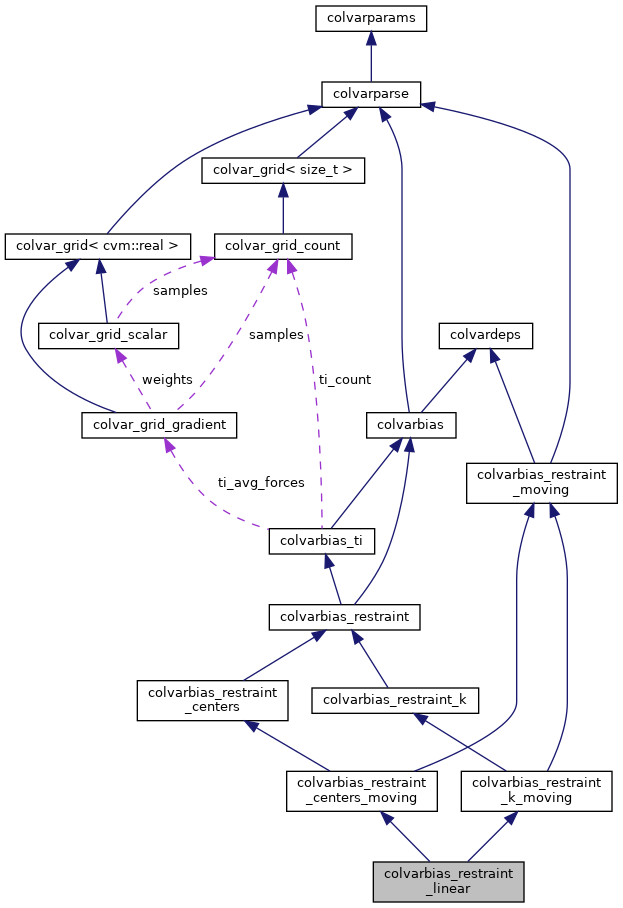 colvarparams
colvarparse
colvar_grid< size_t >
colvar_grid< cvm::real >
colvar_grid_count
samples
colvar_grid_scalar
samples
colvardeps
weights
ti_count
colvar_grid_gradient
colvarbias
colvarbias_restraint
_moving
ti_avg_forces
colvarbias_ti
colvarbias_restraint
colvarbias_restraint
_centers
colvarbias_restraint_k
colvarbias_restraint
_centers_moving
colvarbias_restraint
_k_moving
colvarbias_restraint
_linear